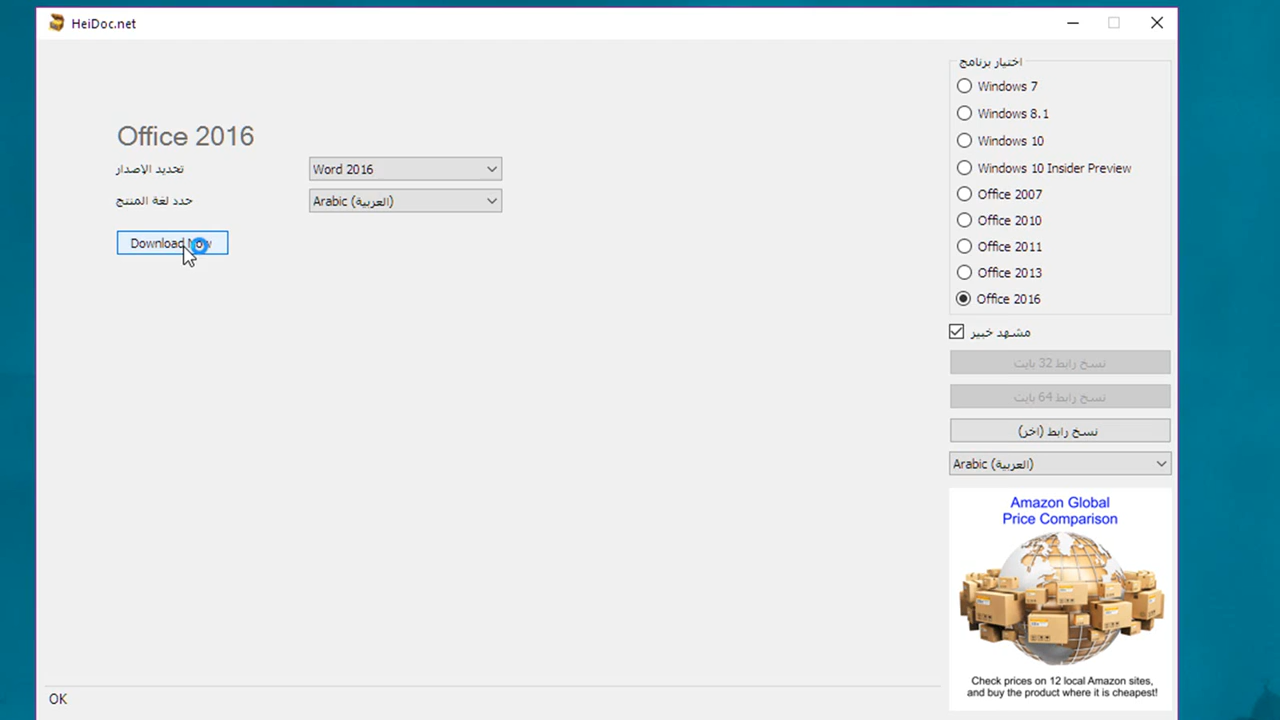 HeiDoc.net
Office 2016
تحديد الاصدار
Word 2016
حدد لغة المنتج
Arabic (العربية)
Download Now
اختيار برنامج
Windows 7
Windows 8.1
Windows 10
Windows 10 Insider Preview
Office 2007
Office 2010
Office 2011
Office 2013
Office 2016
مشهد خبير
نسخ رابط 32 بايت
نسخ رابط 64 بايت
نسخ رابط (اخر)
Arabic (العربية)
Amazon Global
Price Comparison
Check prices on 12 local Amazon sites,
and buy the product where it is cheapest!
OK